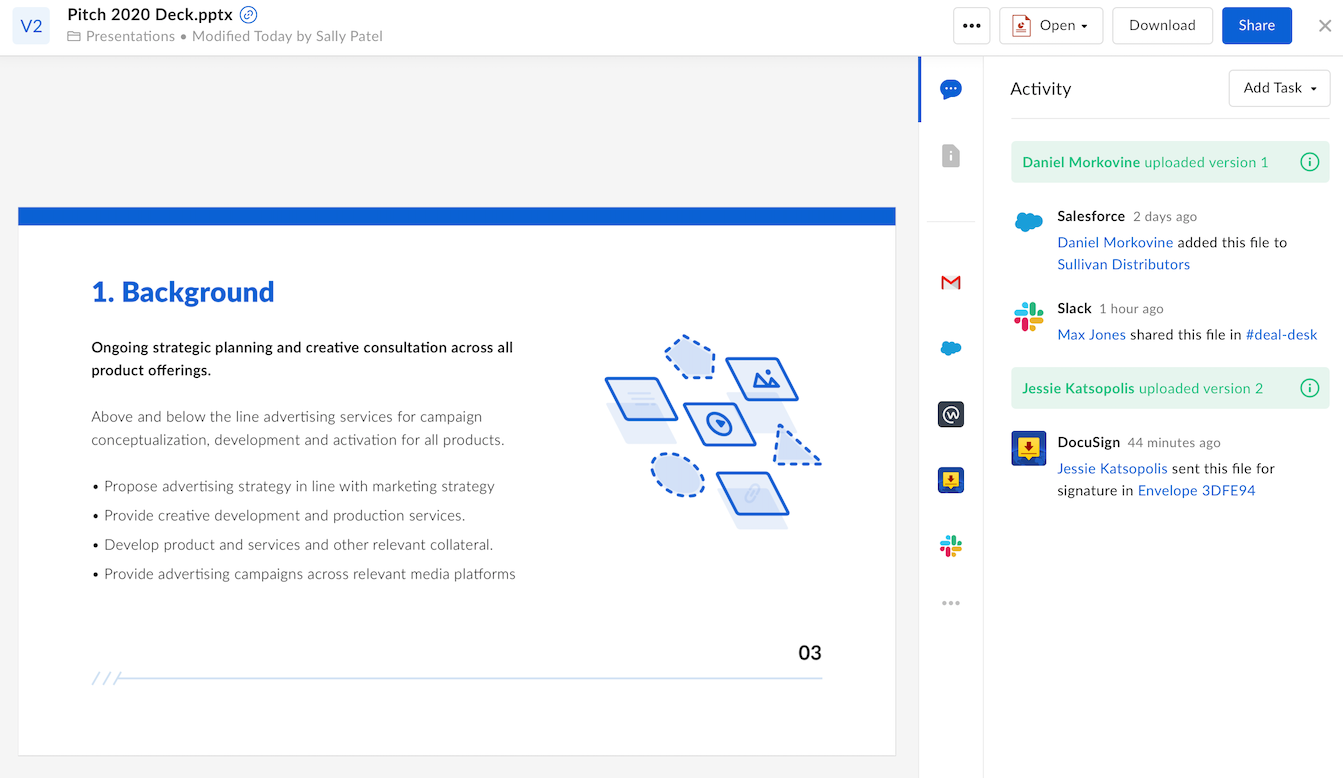 V2
Pitch 2020 Deck.pptx
Presentations • Modified Today by Sally Patel
Open
Download
Share
1. Background
Ongoing strategic planning and creative consultation across all
product offerings.
Above and below the line advertising services for campaign
conceptualization, development and activation for all products.
• Propose advertising strategy in line with marketing strategy
• Provide creative development and production services.
• Develop product and services and other relevant collateral.
• Provide advertising campaigns across relevant media platforms
03
Activity
Add Task
Daniel Morkovine uploaded version 1
Salesforce 2 days ago
Daniel Morkovine added this file to
Sullivan Distributors
Slack 1 hour ago
Max Jones shared this file in #deal-desk
Jessie Katsopolis uploaded version 2
DocuSign 44 minutes ago
Jessie Katsopolis sent this file for
signature in Envelope 3DFE94